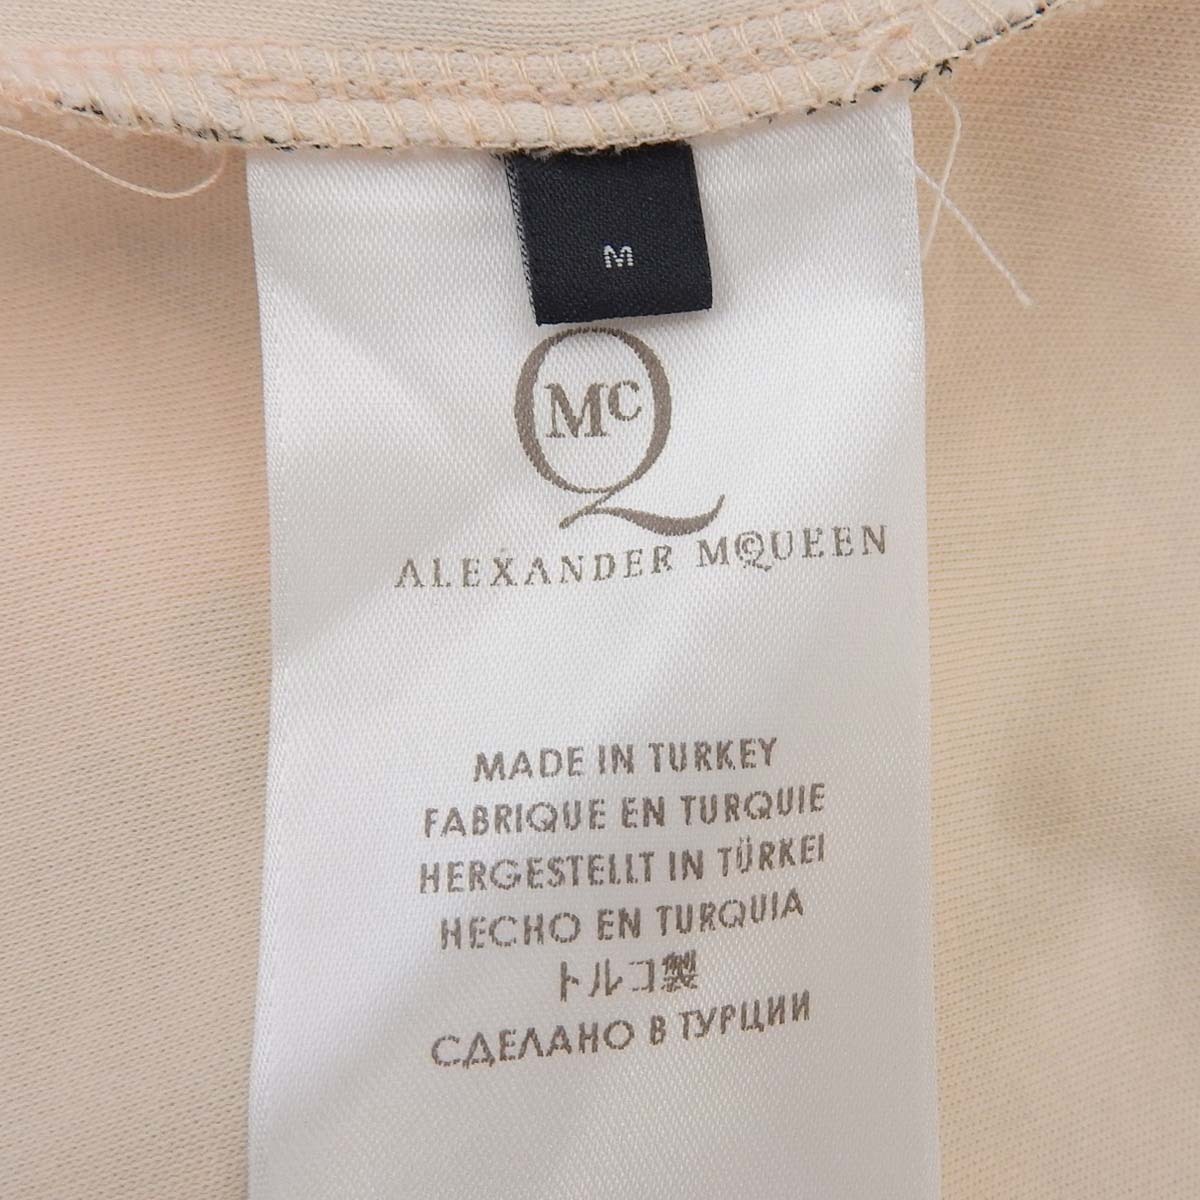 M
McQ
ALEXANDER MCQUEEN
MADE IN TURKEY
FABRIQUE EN TURQUIE
HERGESTELLT IN TÜRKEI
HECHO EN TURQUIA
トルコ製
СДЕЛАНО В ТУРЦИИ